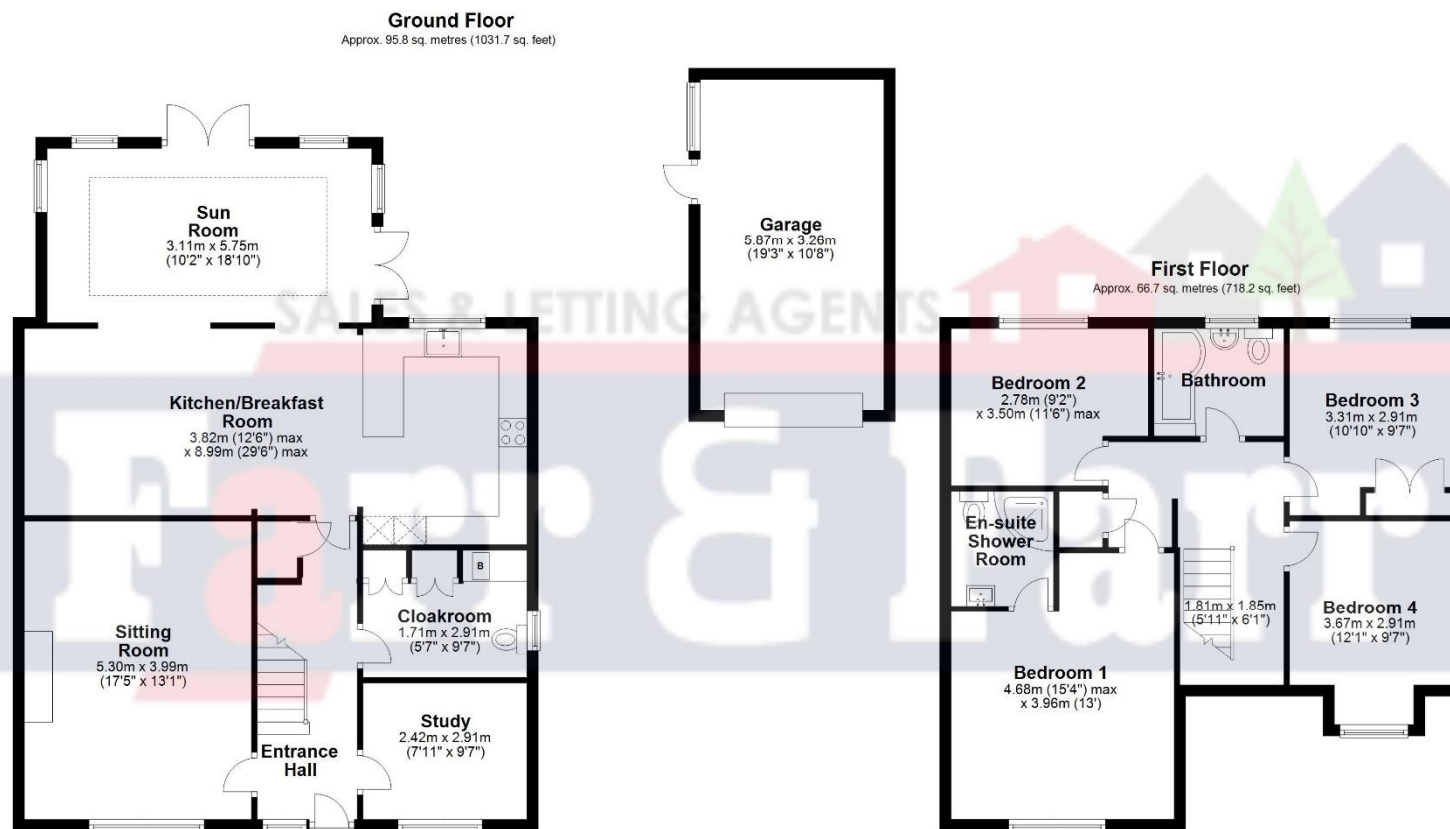 Ground Floor
Approx. 95.8 sq. metres (1031.7 sq. feet)
Sun
Room
3.11m x 5.75m
(10'2" x 18'10")
Kitchen/Breakfast
Room
3.82m (12'6") max
x 8.99m (29'6") max
Sitting
Room
5.30m x 3.99m
(17'5" x 13'1")
Entrance
Hall
B
Cloakroom
1.71m x 2.91m
(5'7" x 9'7")
Study
2.42m x 2.91m
(7'11" x 9'7")
Garage
5.87m x 3.26m
(19'3" x 10'8")
First Floor
Approx. 66.7 sq. metres (718.2 sq. feet)
Bedroom 2
2.78m (9'2")
x 3.50m (11'6") max
Bathroom
Bedroom 3
3.31m x 2.91m
(10'10" x 9'7")
En-suite
Shower
Room
1.81m x 1.85m
(5'11" x 6'1")
Bedroom 4
3.67m x 2.91m
(12'1" x 9'7")
Bedroom 1
4.68m (15'4") max
x 3.96m (13')
SALES & LETTING AGENTS
Farr & Farr